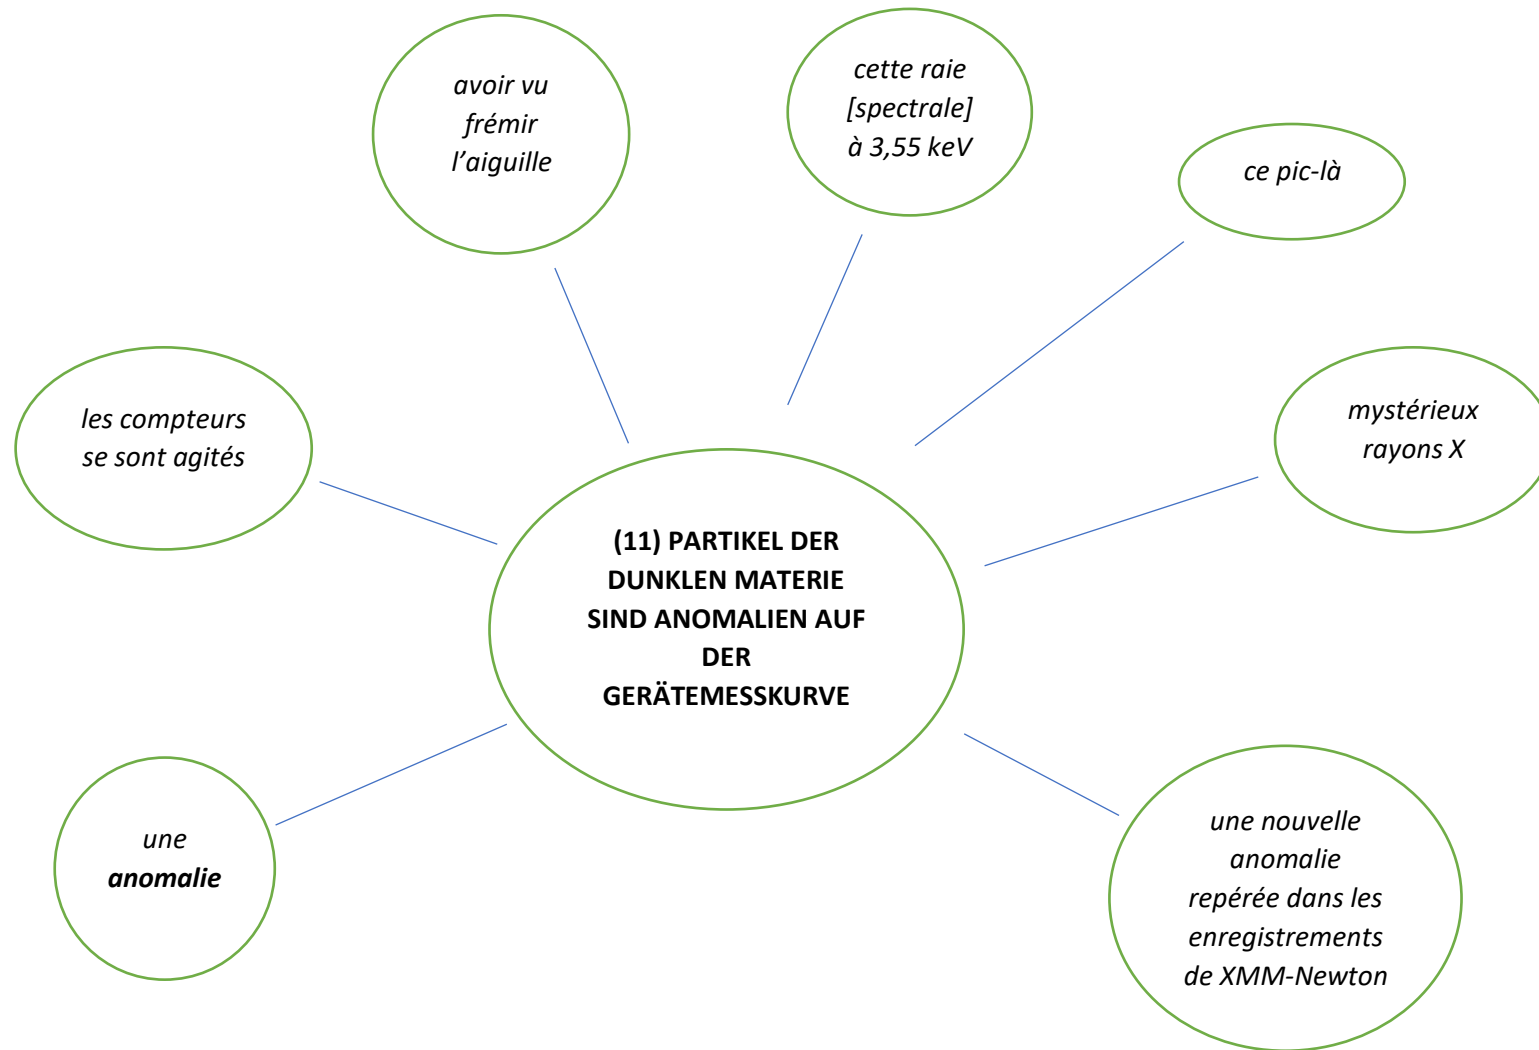 avoir vu
frémir
l’aiguille
cette raie
[spectrale]
à 3,55 keV
ce pic-là
les compteurs
se sont agités
mystérieux
rayons X
(11) PARTIKEL DER
DUNKLEN MATERIE
SIND ANOMALIEN AUF
DER
GERÄTEMESSKURVE
une
anomalie
une nouvelle
anomalie
repérée dans les
enregistrements
de XMM-Newton